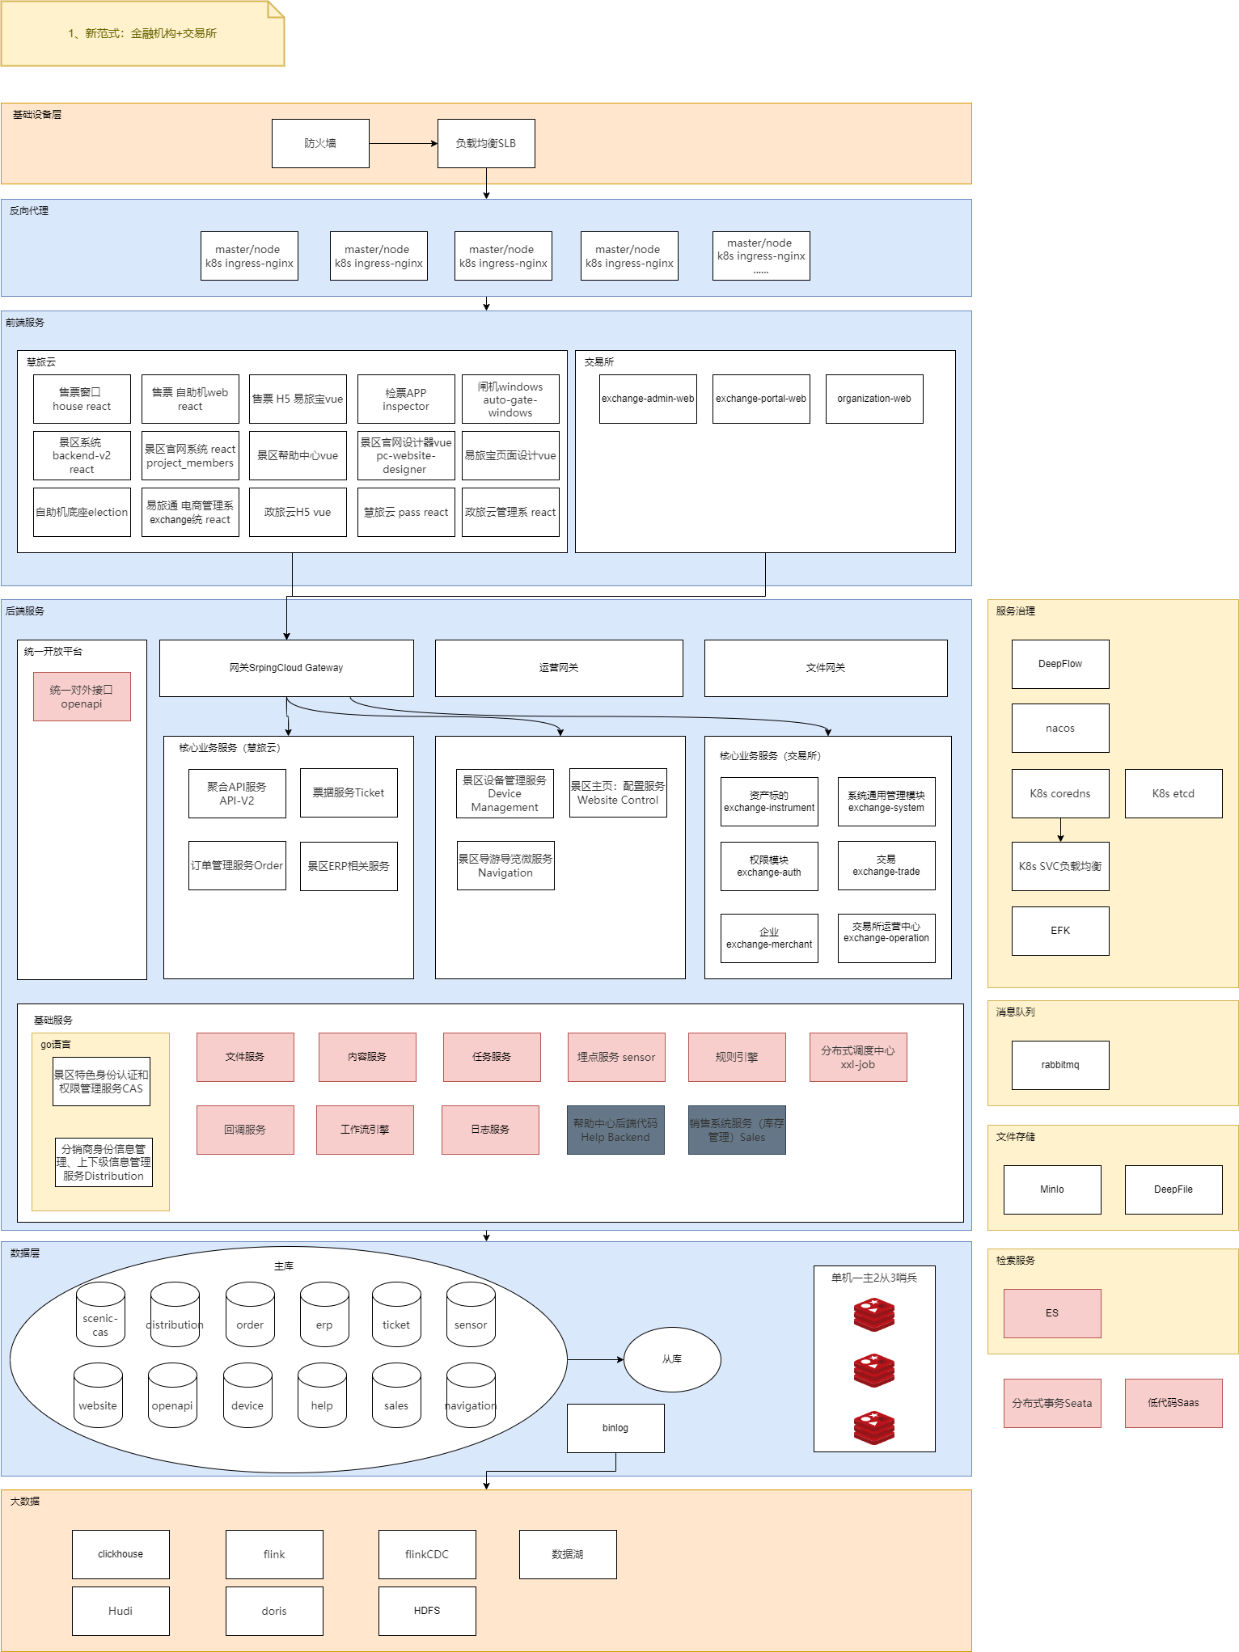 1、新范式：金融机构+交易所
基础设备层
防火墙
负载均衡SLB
反向代理
master/node
k8s ingress-nginx
master/node
k8s ingress-nginx
master/node
k8s ingress-nginx
master/node
k8s ingress-nginx
master/node
k8s ingress-nginx
......
前端服务
慧旅云
售票窗口
house react
售票 自助机web
react
售票 H5 易旅宝vue
检票APP
inspector
闸机windows
auto-gate-
windows
景区系统
backend-v2
react
景区官网系统 react
project_members
景区帮助中心vue
景区官网设计器vue
pc-website-
designer
易旅宝页面设计vue
自助机底座election
易旅通 电商管理系
exchange统 react
政旅云H5 vue
慧旅云 pass react
政旅云管理系 react
交易所
exchange-admin-web
exchange-portal-web
organization-web
后端服务
统一开放平台
统一对外接口
openapi
网关SrpingCloud Gateway
运营网关
文件网关
核心业务服务（慧旅云）
聚合API服务
API-V2
票据服务Ticket
订单管理服务Order
景区ERP相关服务
景区设备管理服务
Device
Management
景区主页：配置服务
Website Control
景区导游导览微服务
Navigation
核心业务服务（交易所）
资产标的
exchange-instrument
系统通用管理模块
exchange-system
权限模块
exchange-auth
交易
exchange-trade
企业
exchange-merchant
交易所运营中心
exchange-operation
基础服务
go语言
景区特色身份认证和
权限管理服务CAS
分销商身份信息管
理、上下级信息管理
服务Distribution
文件服务
内容服务
任务服务
埋点服务 sensor
规则引擎
分布式调度中心
xxl-job
回调服务
工作流引擎
日志服务
帮助中心后端代码
Help Backend
销售系统服务（库存
管理）Sales
服务治理
DeepFlow
nacos
K8s coredns
K8s etcd
K8s SVC负载均衡
EFK
消息队列
rabbitmq
文件存储
MinIo
DeepFile
检索服务
ES
分布式事务Seata
低代码Saas
数据层
主库
scenic-
cas
distribution
order
erp
ticket
sensor
website
openapi
device
help
sales
navigation
从库
binlog
单机一主2从3哨兵
大数据
clickhouse
flink
flinkCDC
数据湖
Hudi
doris
HDFS